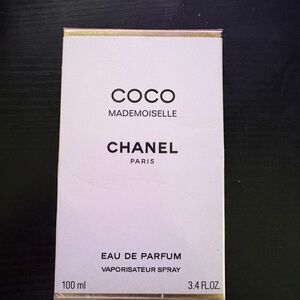 COCO
MADEMOISELLE
CHANEL
PARIS
EAU DE PARFUM
VAPORISATEUR SPRAY
100 ml 3.4 FL.OZ.